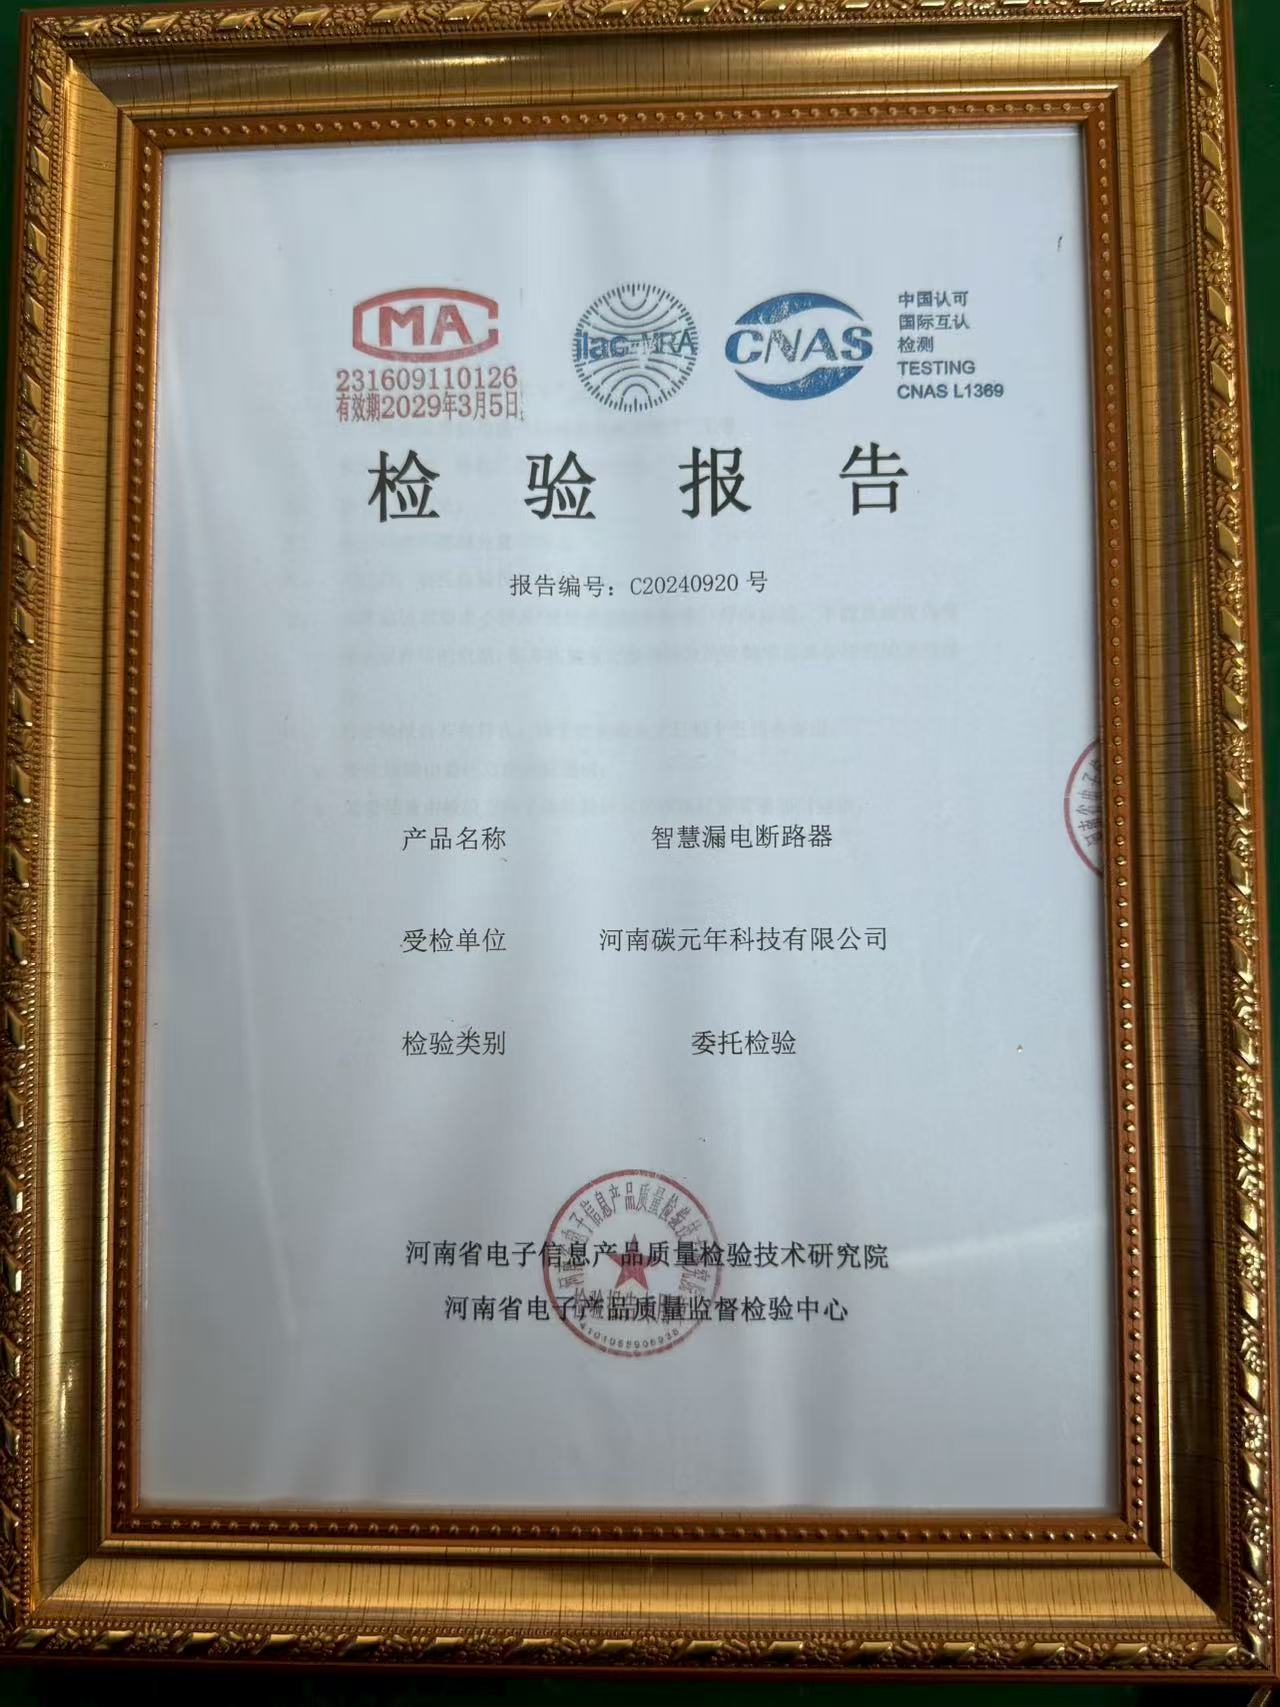 MA
231609110126
有效期2029年3月5日
ilac-MRA
CNAS
中国认可
国际互认
检测
TESTING
CNAS L1369
检验报告
报告编号：C20240920 号
产品名称 智慧漏电断路器
受检单位 河南碳元年科技有限公司
检验类别 委托检验
河南省电子信息产品质量检验技术研究院
河南省电子产品质量监督检验中心
河南省电子